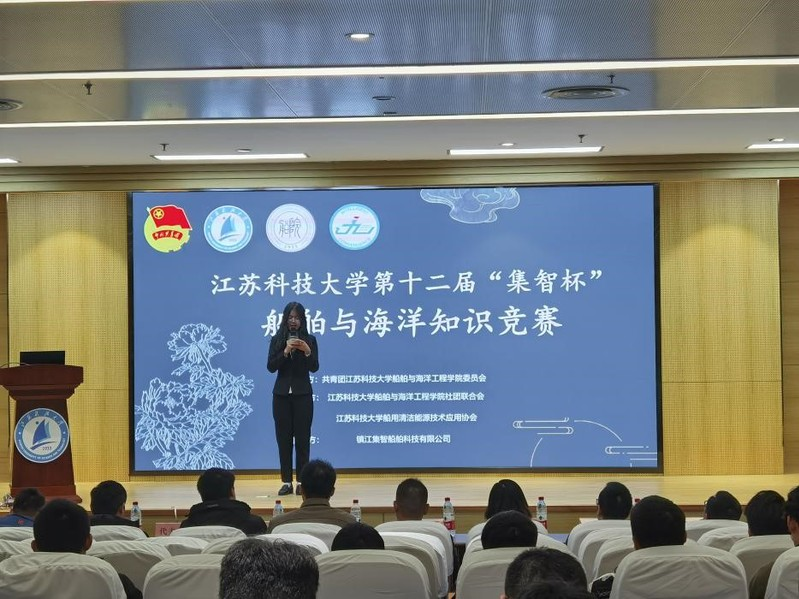 江苏科技大学第十二届“集智杯”
船舶与海洋知识竞赛
方：共青团江苏科技大学船舶与海洋工程学院委员会
江苏科技大学船舶与海洋工程学院社团联合会
江苏科技大学船用清洁能源技术应用协会
方： 镇江集智船舶科技有限公司